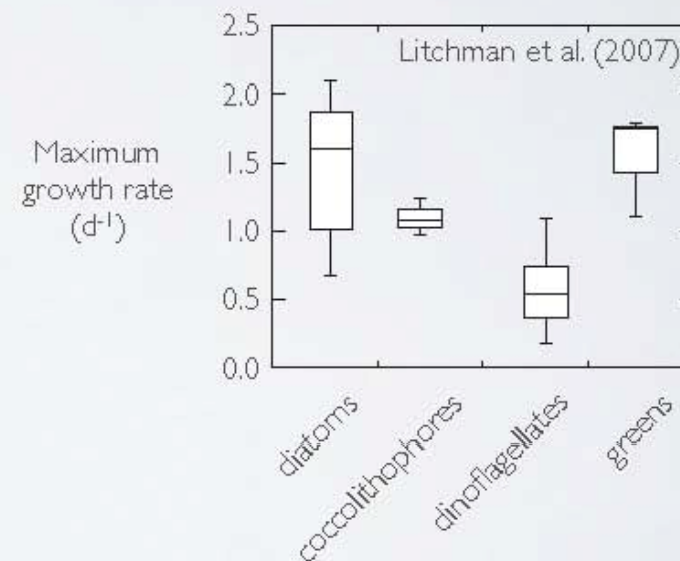 2.5
Litchman et al. (2007)
2.0
Maximum
growth rate
(d-1)
1.5
1.0
0.5
0.0
diatoms
coccolithophores
dinoflagellates
greens